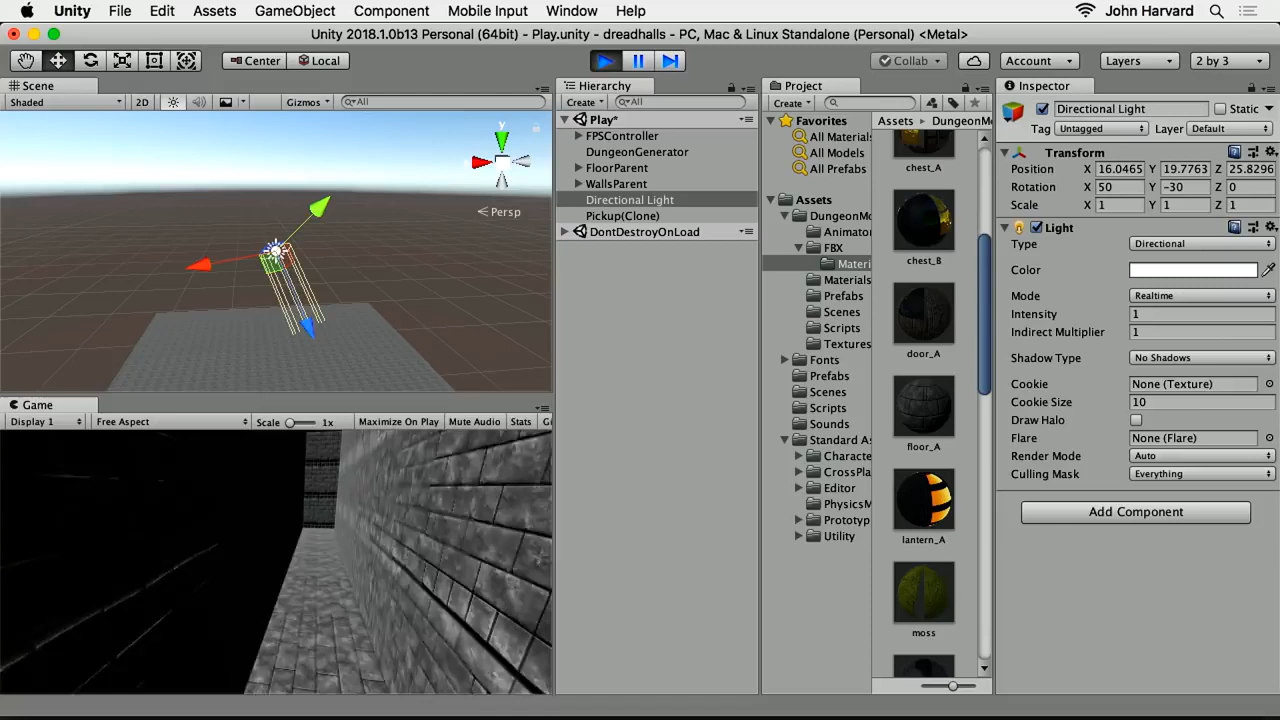 Unity File Edit Assets GameObject Component Mobile Input Window Help John Harvard
Unity 2018.1.0b13 Personal (64bit) - Play.unity - dreadhalls - PC, Mac & Linux Standalone (Personal) <Metal>
Center Local Collab Account Layers 2 by 3
Scene
Shaded 2D Gizmos All
y
Persp
Game
Display 1 Free Aspect Scale 1x Maximize On Play Mute Audio Stats
Hierarchy
Create All
Play*
FPSController
DungeonGenerator
FloorParent
WallsParent
Directional Light
Pickup(Clone)
DontDestroyOnLoad
Project
Create
Favorites
All Materials
All Models
All Prefabs
Assets
DungeonMo
Animator
FBX
Materi
Materials
Prefabs
Scenes
Scripts
Textures
Fonts
Prefabs
Scenes
Scripts
Sounds
Standard As
Characte
CrossPla
Editor
PhysicsM
Prototyp
Utility
Assets DungeonMo
chest_A
chest_B
door_A
floor_A
lantern_A
moss
Inspector
Directional Light Static
Tag Untagged Layer Default
Transform
Position X 16.0465 Y 19.7763 Z 25.8296
Rotation X 50 Y -30 Z 0
Scale X 1 Y 1 Z 1
Light
Type Directional
Color
Mode Realtime
Intensity 1
Indirect Multiplier 1
Shadow Type No Shadows
Cookie None (Texture)
Cookie Size 10
Draw Halo
Flare None (Flare)
Render Mode Auto
Culling Mask Everything
Add Component